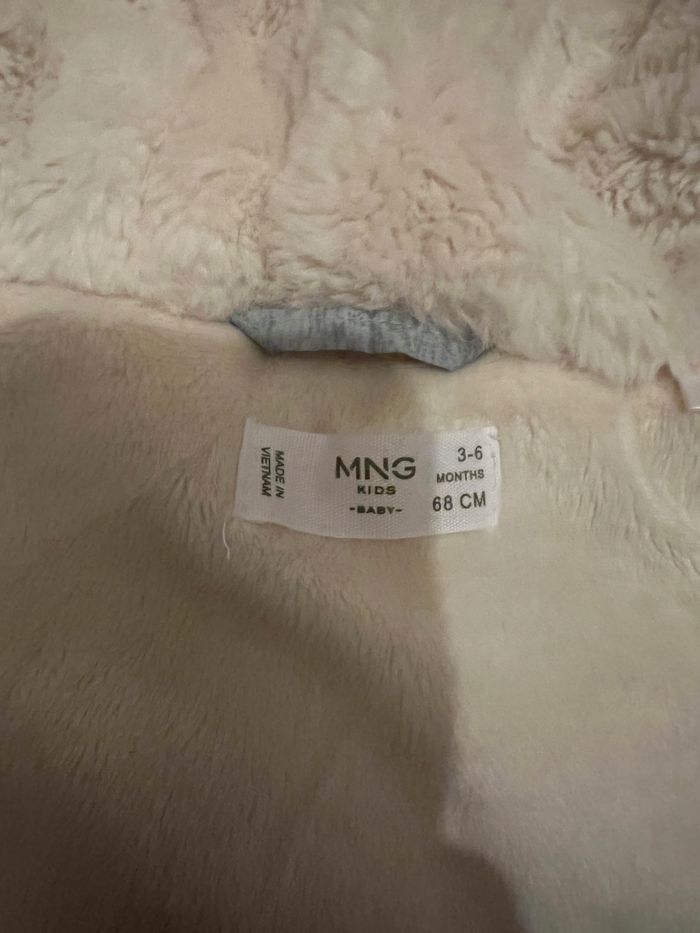 MADE IN
VIETNAM
MNG
KIDS
-BABY-
3-6
MONTHS
68 CM